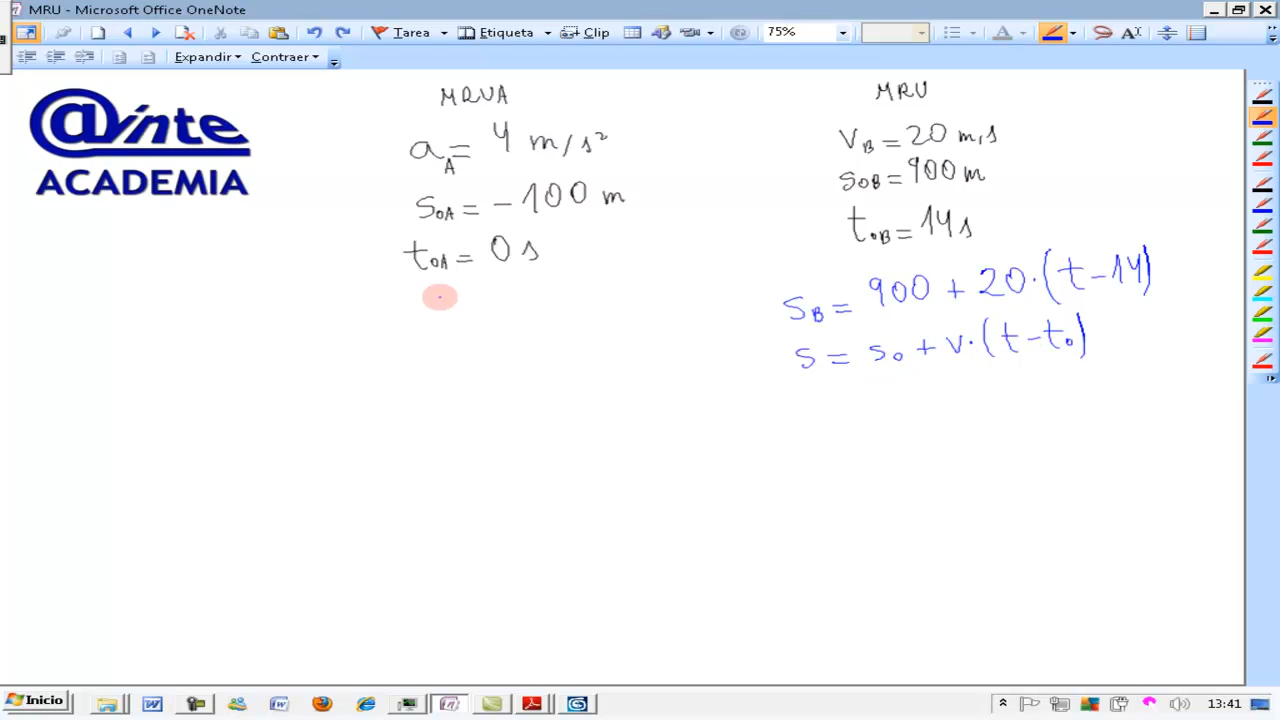 MRU - Microsoft Office OneNote
Tarea Etiqueta Clip 75%
Expandir Contraer
@inte
ACADEMIA
MRUA
a_A = 4 m/s²
s_0A = -100 m
t_0A = 0 s
MRU
v_B = 20 m/s
s_0B = 900 m
t_0B = 14 s
s_B = 900 + 20·(t-14)
s = s_0 + v·(t-t_0)
Inicio
13:41